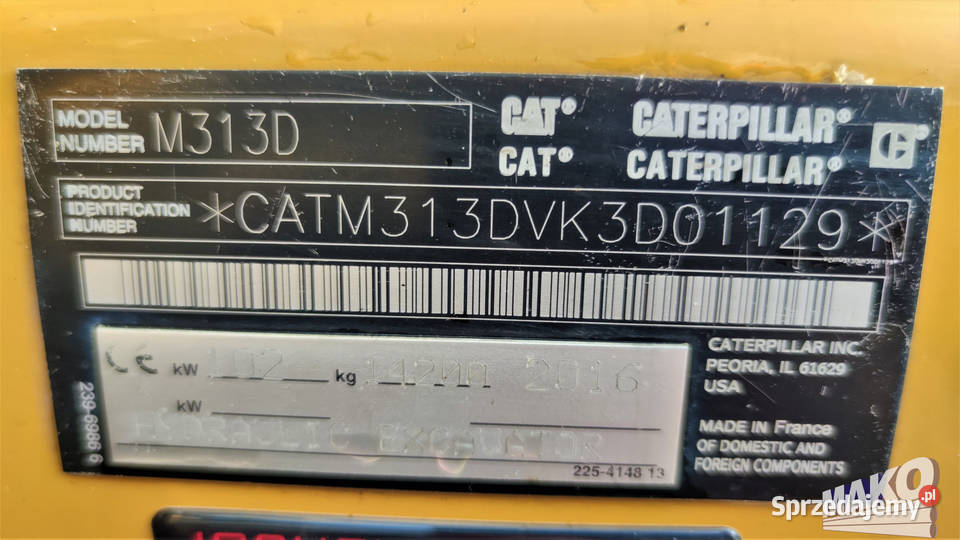 MODEL
NUMBER M313D
CAT® CATERPILLAR®
CAT® CATERPILLAR®
PRODUCT
IDENTIFICATION
NUMBER
*CATM313DVK3D01129*
CE kW 102 kg 14200 2016
kW
HYDRAULIC EXCAVATOR
225-4148 13
239-6986 6
CATERPILLAR INC.
PEORIA, IL 61629
USA
MADE IN France
OF DOMESTIC AND
FOREIGN COMPONENTS
MAKO
Sprzedajemy.pl